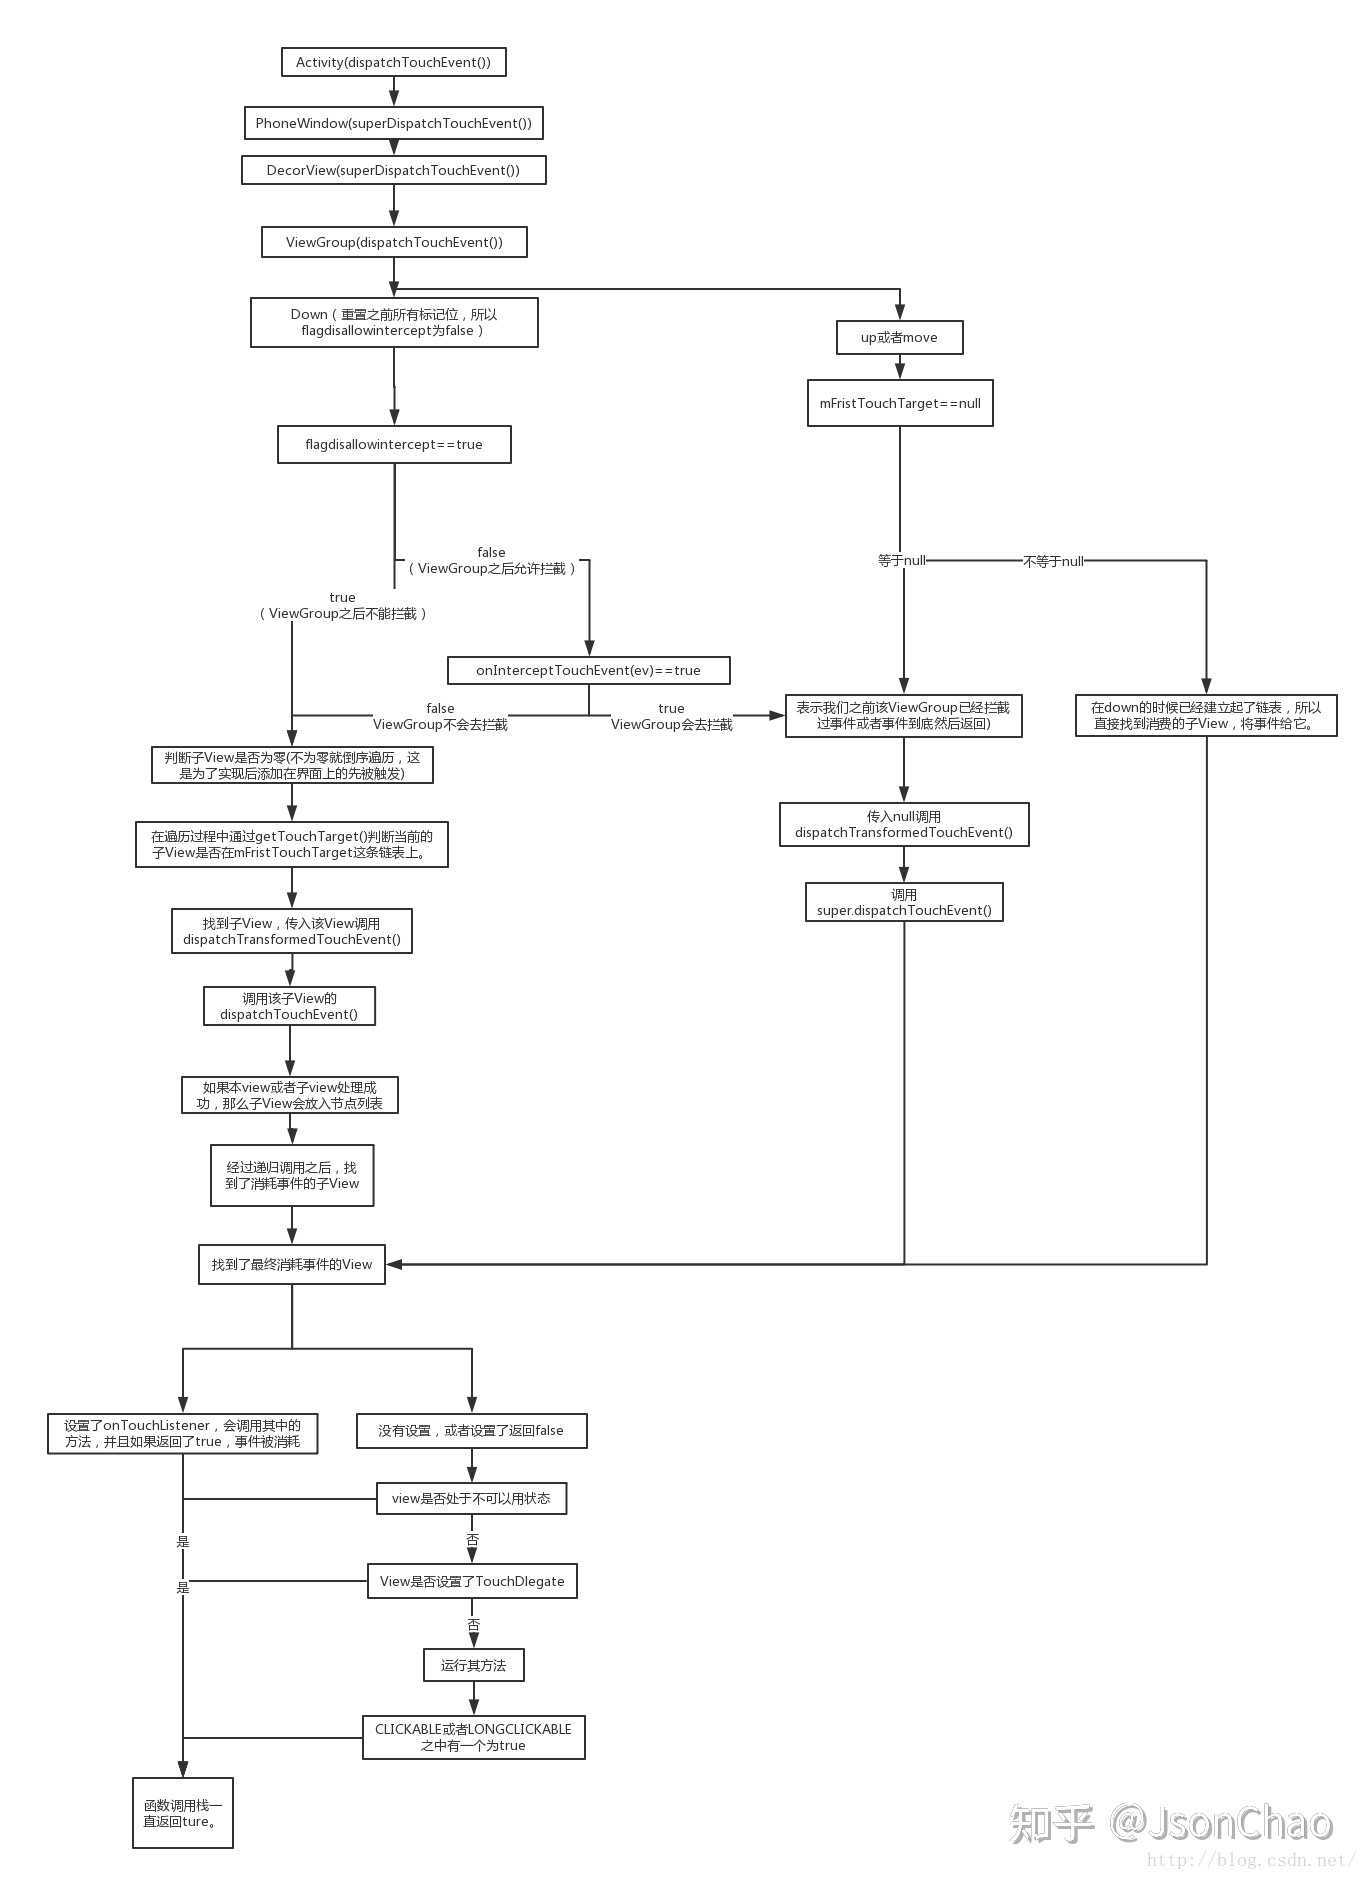 Activity(dispatchTouchEvent())
PhoneWindow(superDispatchTouchEvent())
DecorView(superDispatchTouchEvent())
ViewGroup(dispatchTouchEvent())
Down（重置之前所有标记位，所以
flagdisallowintercept为false）
up或者move
mFristTouchTarget==null
flagdisallowintercept==true
false
（ViewGroup之后允许拦截）
等于null
不等于null
true
（ViewGroup之后不能拦截）
onInterceptTouchEvent(ev)==true
false
ViewGroup不会去拦截
true
ViewGroup会去拦截
表示我们之前该ViewGroup已经拦截
过事件或者事件到底然后返回)
在down的时候已经建立起了链表，所以
直接找到消费的子View，将事件给它。
判断子View是否为零(不为零就倒序遍历，这
是为了实现后添加在界面上的先被触发)
传入null调用
dispatchTransformedTouchEvent()
在遍历过程中通过getTouchTarget()判断当前的
子View是否在mFristTouchTarget这条链表上。
调用
super.dispatchTouchEvent()
找到子View，传入该View调用
dispatchTransformedTouchEvent()
调用该子View的
dispatchTouchEvent()
如果本view或者子view处理成
功，那么子View会放入节点列表
经过递归调用之后，找
到了消耗事件的子View
找到了最终消耗事件的View
设置了onTouchListener，会调用其中的
方法，并且如果返回了true，事件被消耗
没有设置，或者设置了返回false
view是否处于不可以用状态
是
否
View是否设置了TouchDlegate
是
否
运行其方法
CLICKABLE或者LONGCLICKABLE
之中有一个为true
函数调用栈一
直返回ture。
知乎 @JsonChao
http://blog.csdn.net/